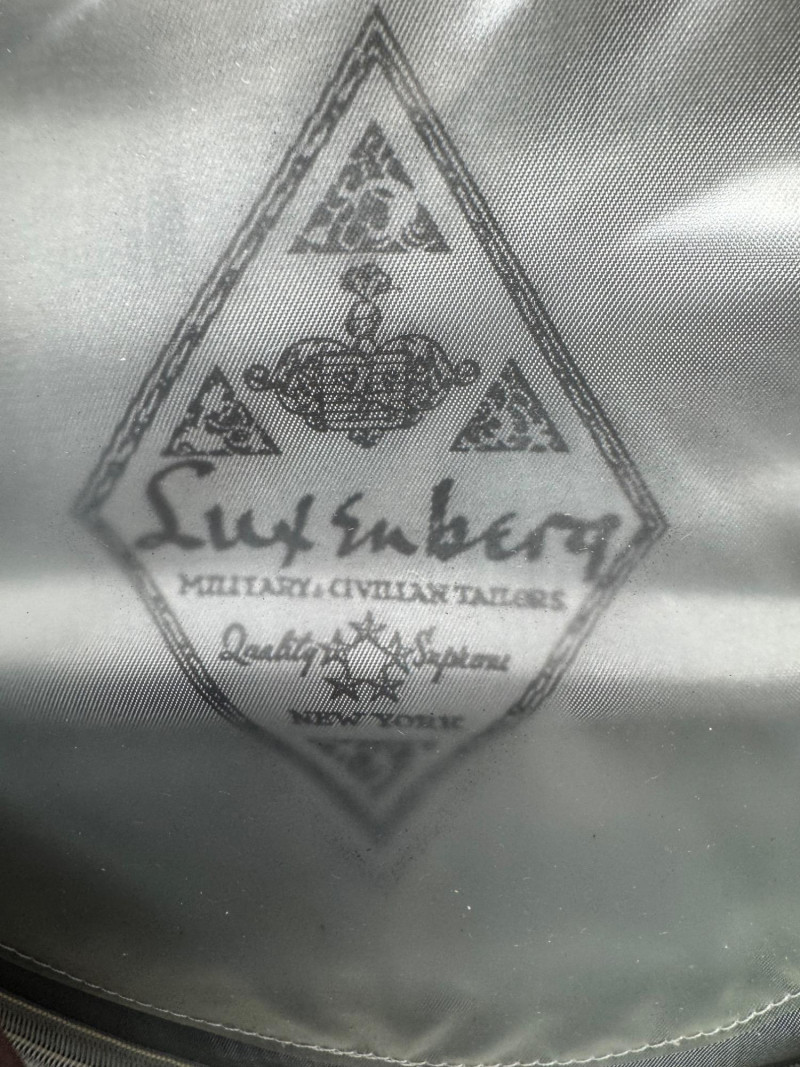 Luxenberg
MILITARY & CIVILIAN TAILORS
Quality Supreme
NEW YORK